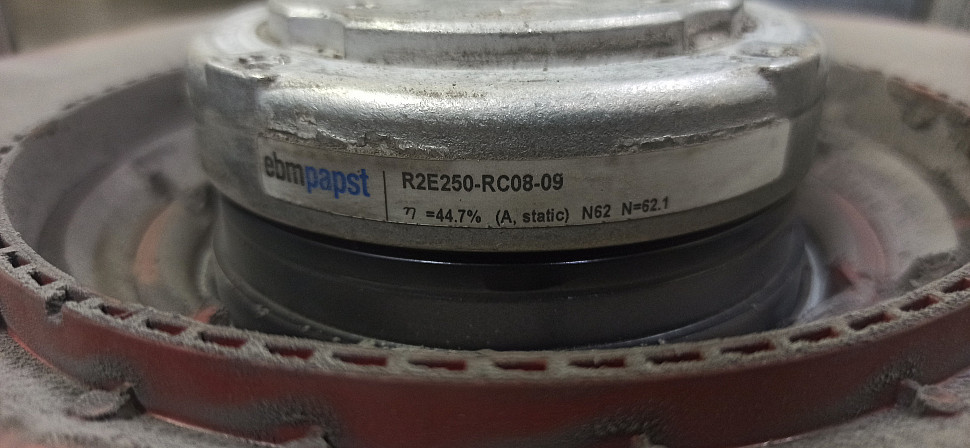 ebmpapst
R2E250-RC08-09
η =44.7% (A, static) N62 N=62.1